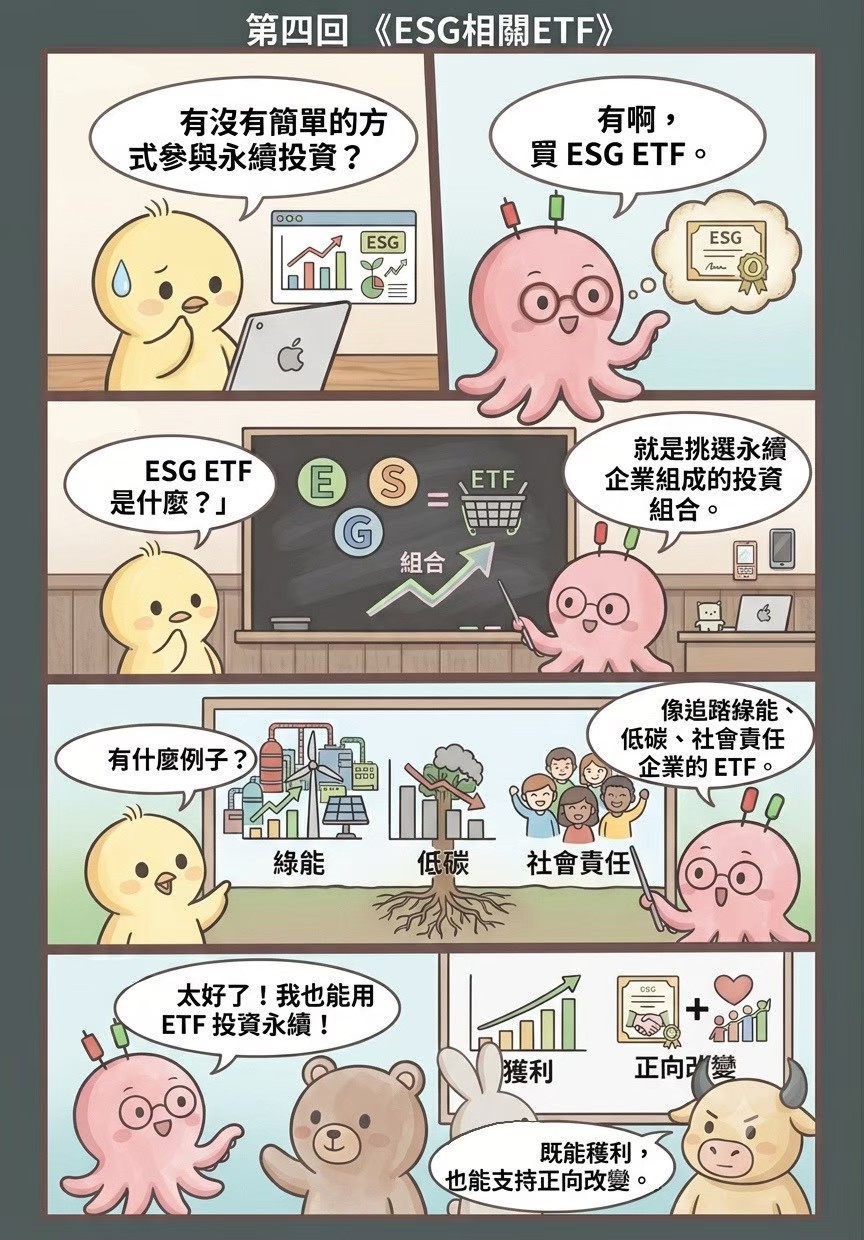 第四回 《ESG相關ETF》
有沒有簡單的方
式參與永續投資？
ESG
有啊，
買 ESG ETF。
ESG
ESG ETF
是什麼？」
E S G = ETF
組合
就是挑選永續
企業組成的投資
組合。
有什麼例子？
像追踏綠能、
低碳、社會責任
企業的 ETF。
綠能
低碳
社會責任
太好了！我也能用
ETF 投資永續！
獲利
CSG
+
正向改變
既能穫利，
也能支持正向改變。